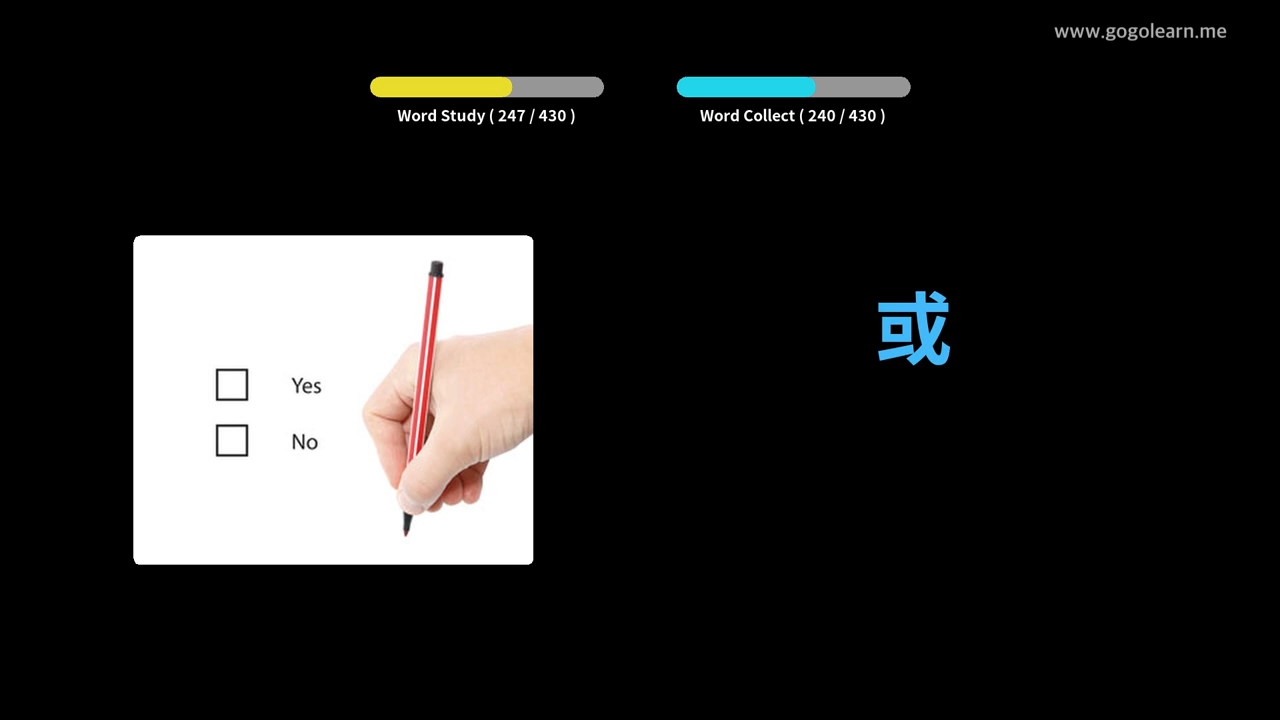 www.gogolearn.me
Word Study ( 247 / 430 )
Word Collect ( 240 / 430 )
Yes
No
或